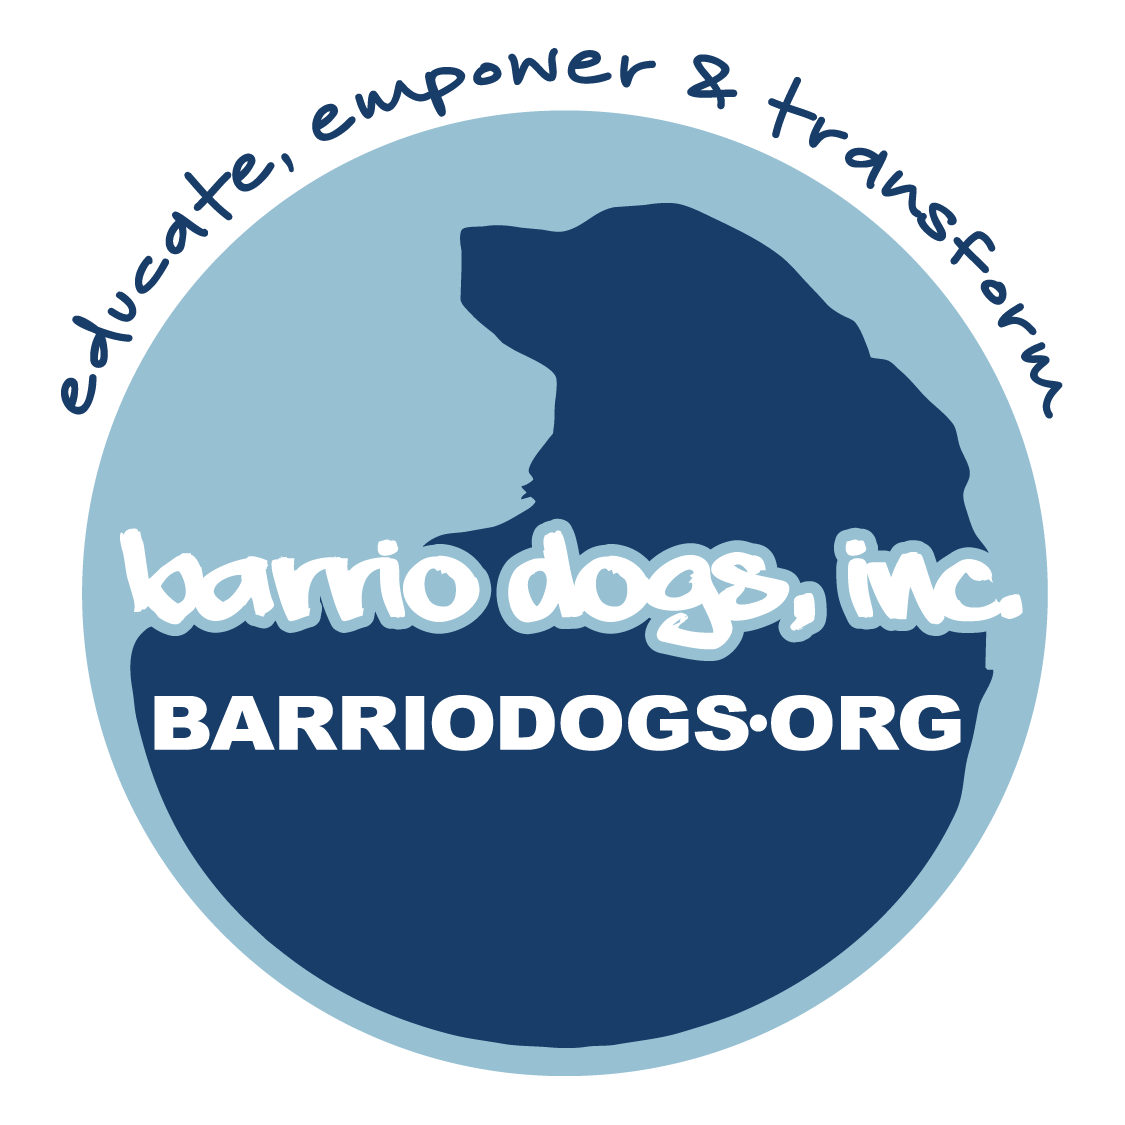 educate, empower & transform
barrio dogs, inc.
BARRIODOGS•ORG